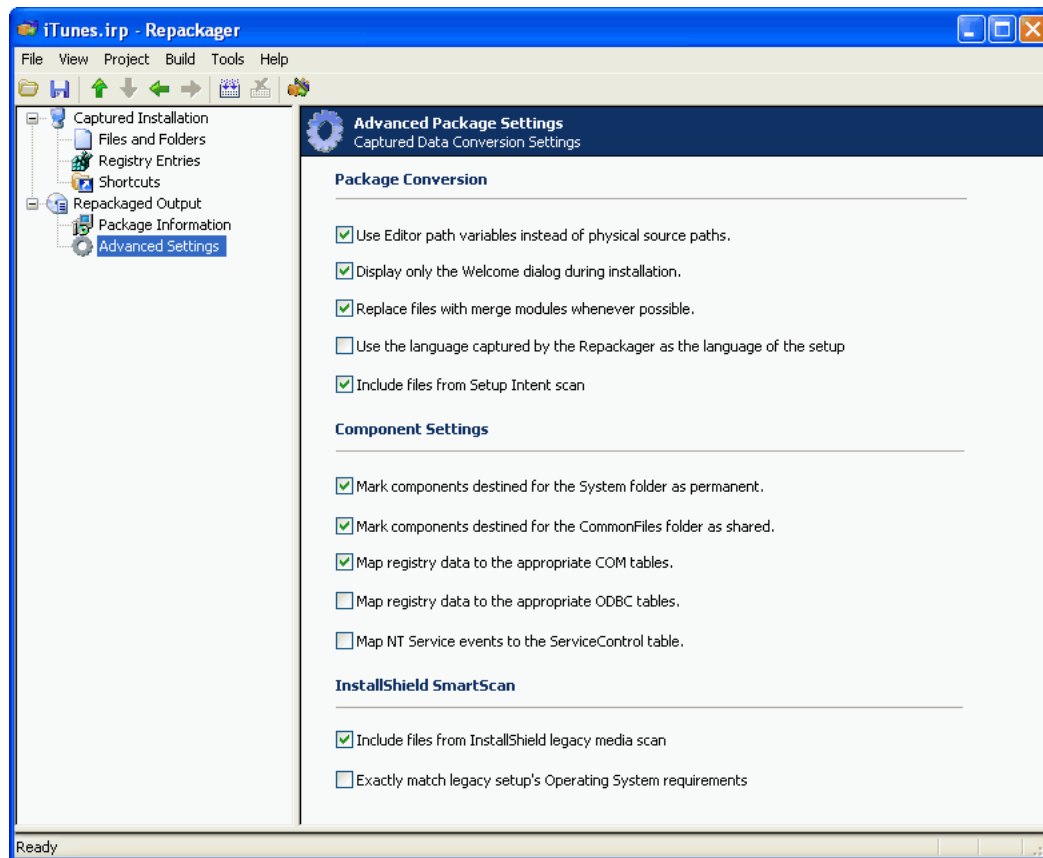 iTunes.irp - Repackager
File View Project Build Tools Help
Captured Installation
Files and Folders
Registry Entries
Shortcuts
Repackaged Output
Package Information
Advanced Settings
Advanced Package Settings
Captured Data Conversion Settings
Package Conversion
Use Editor path variables instead of physical source paths.
Display only the Welcome dialog during installation.
Replace files with merge modules whenever possible.
Use the language captured by the Repackager as the language of the setup
Include files from Setup Intent scan
Component Settings
Mark components destined for the System folder as permanent.
Mark components destined for the CommonFiles folder as shared.
Map registry data to the appropriate COM tables.
Map registry data to the appropriate ODBC tables.
Map NT Service events to the ServiceControl table.
InstallShield SmartScan
Include files from InstallShield legacy media scan
Exactly match legacy setup's Operating System requirements
Ready